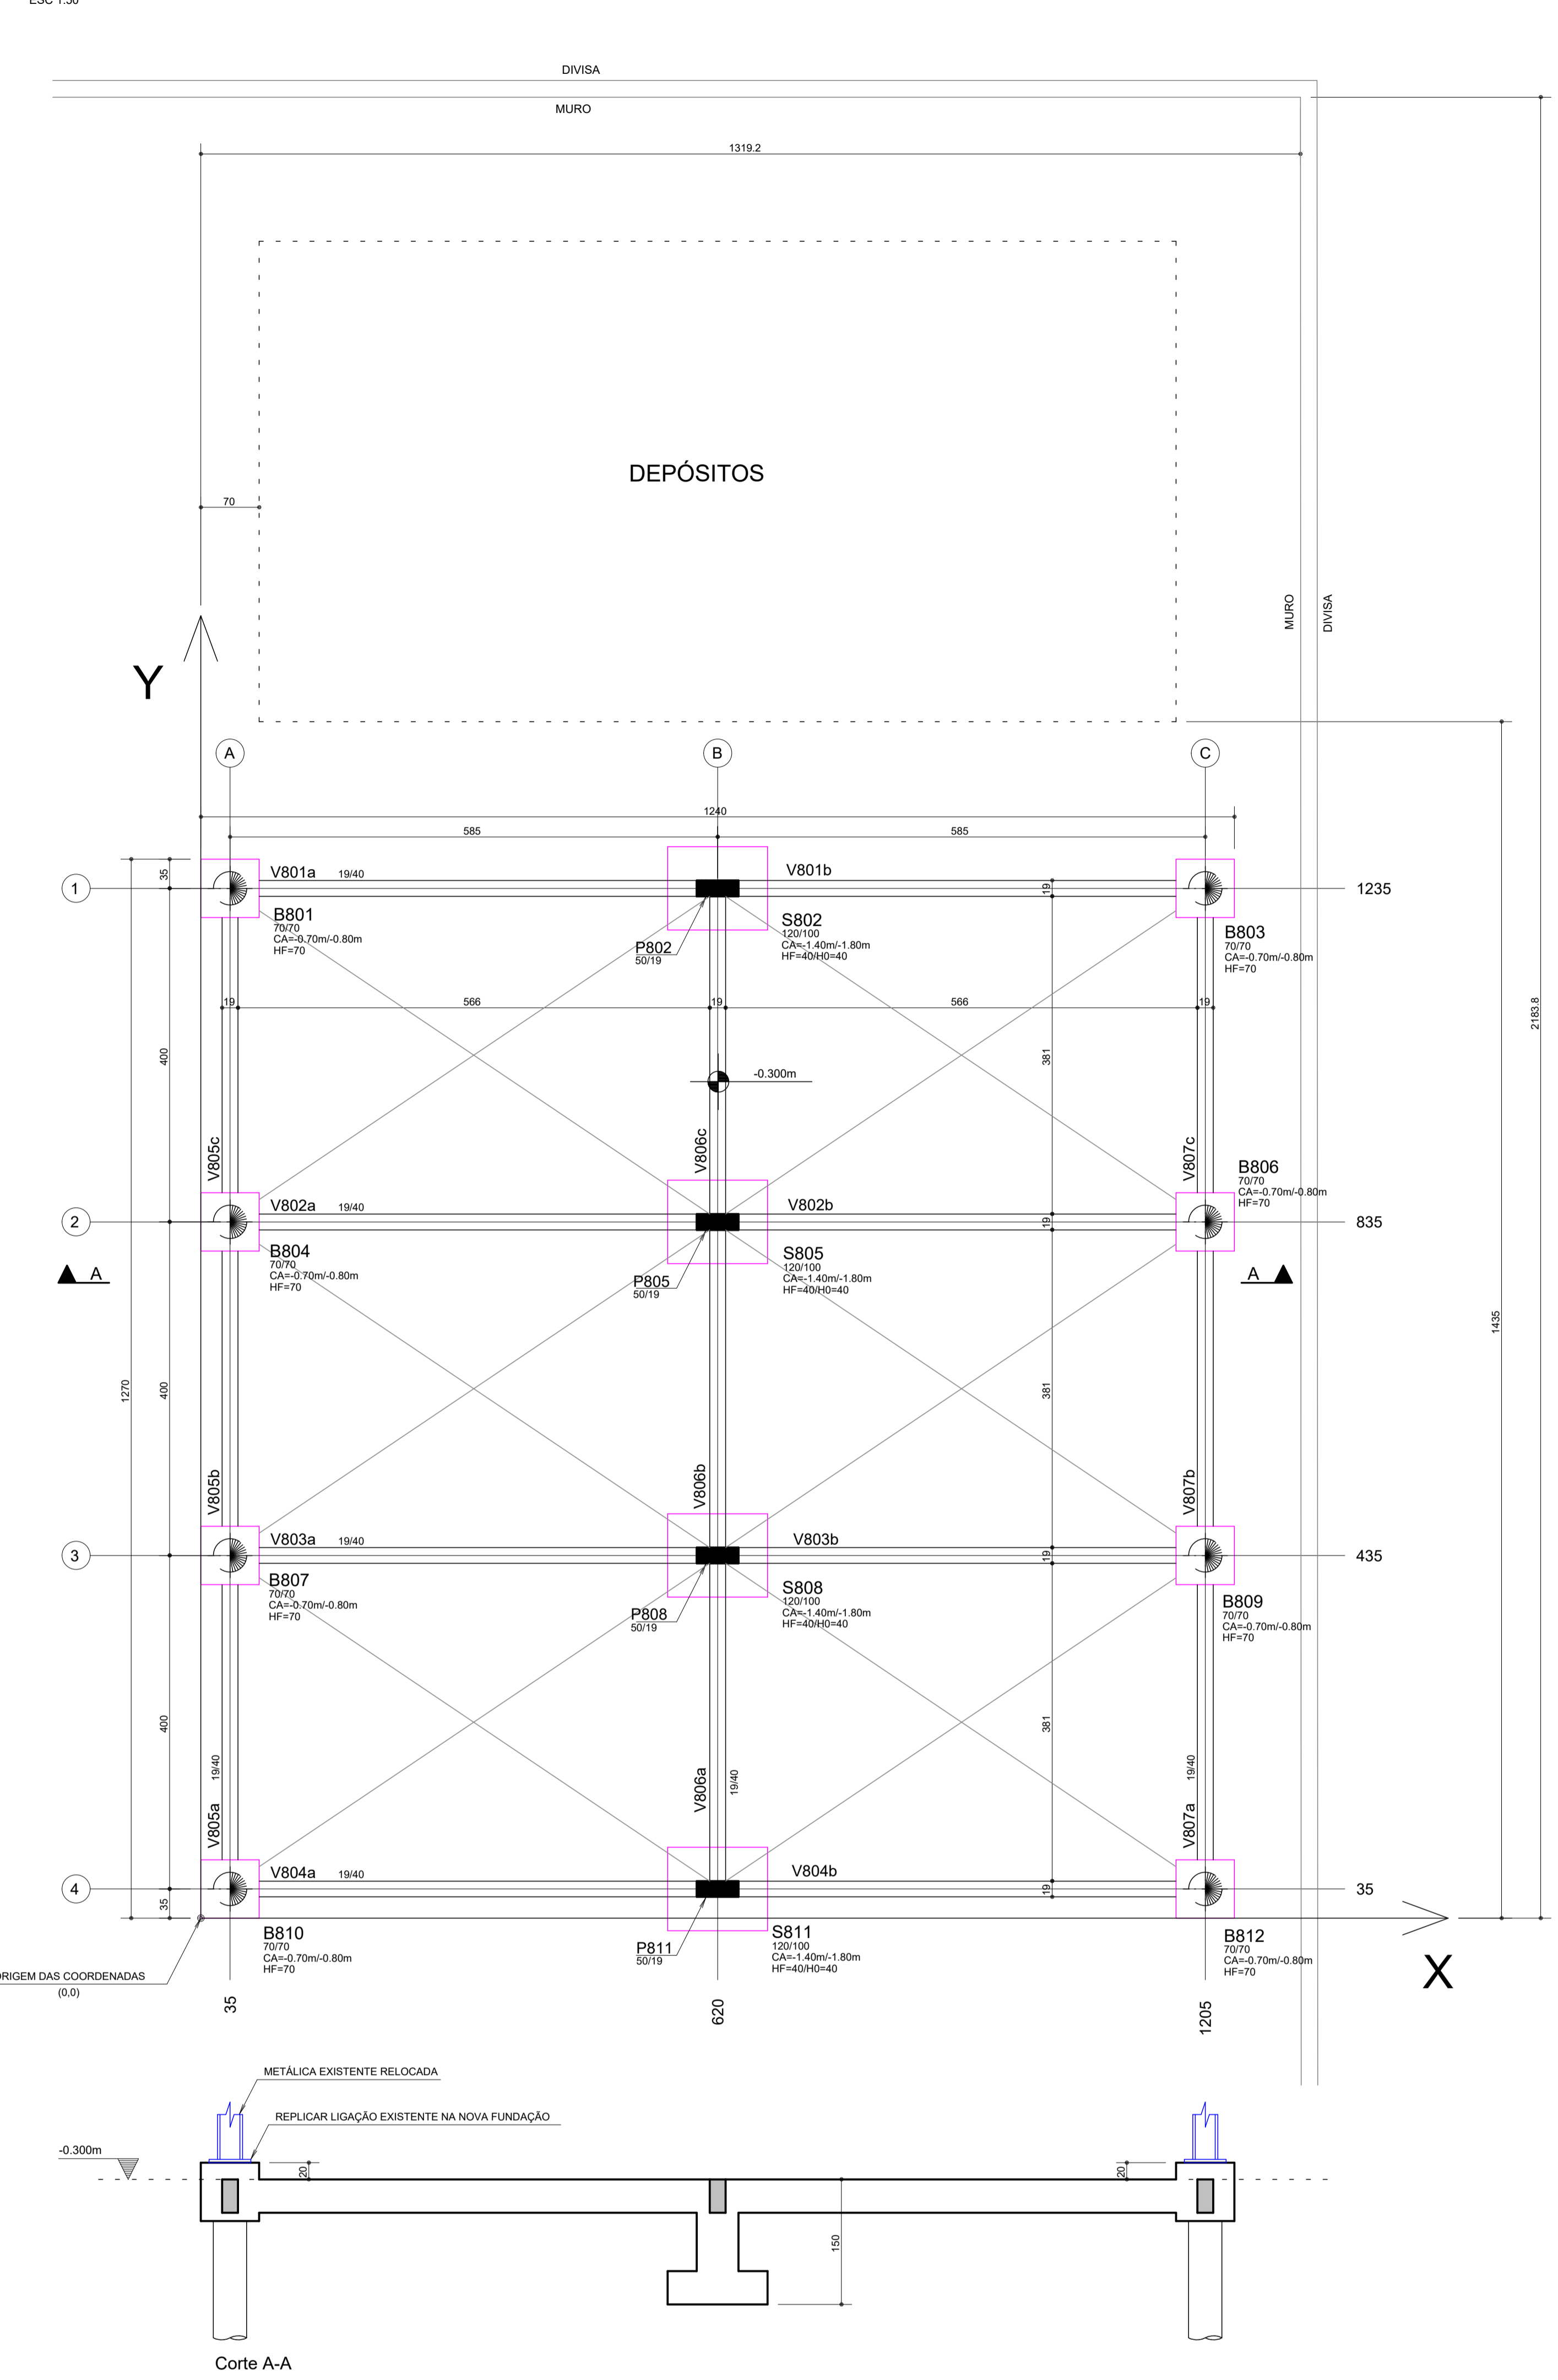 DIVISA
MURO
1319.2
DEPÓSITOS
70
MURO
DIVISA
Y
A
B
C
1240
585
585
35
V801a 19/40
V801b
1
19
1235
B801
70/70
CA=-0.70m/-0.80m
HF=70
P802
50/19
S802
120/100
CA=-1.40m/-1.80m
HF=40/H0=40
B803
70/70
CA=-0.70m/-0.80m
HF=70
19
566
19
566
19
2183.8
400
381
-0.300m
V805c
V806c
V807c
B806
70/70
CA=-0.70m/-0.80m
HF=70
V802a 19/40
V802b
2
19
835
B804
70/70
CA=-0.70m/-0.80m
HF=70
P805
50/19
S805
120/100
CA=-1.40m/-1.80m
HF=40/H0=40
A
A
1435
1270
400
381
V805b
V806b
V807b
V803a 19/40
V803b
3
19
435
B807
70/70
CA=-0.70m/-0.80m
HF=70
P808
50/19
S808
120/100
CA=-1.40m/-1.80m
HF=40/H0=40
B809
70/70
CA=-0.70m/-0.80m
HF=70
400
381
19/40
V805a
V806a
19/40
19/40
V807a
V804a 19/40
V804b
4
35
19
35
B810
70/70
CA=-0.70m/-0.80m
HF=70
P811
50/19
S811
120/100
CA=-1.40m/-1.80m
HF=40/H0=40
B812
70/70
CA=-0.70m/-0.80m
HF=70
X
DAS COORDENADAS
(0,0)
35
620
1205
METÁLICA EXISTENTE RELOCADA
REPLICAR LIGAÇÃO EXISTENTE NA NOVA FUNDAÇÃO
-0.300m
20
20
150
Corte A-A